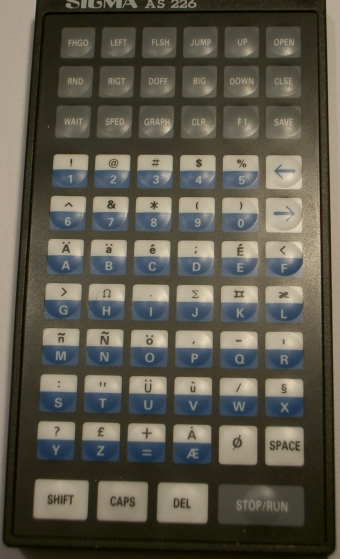 SIGMA AS 226
FHGO LEFT FLSH JUMP UP OPEN
RND RIGT DOFF BIG DOWN CLSE
WAIT SPED GRAPH CLR F1 SAVE
! @ # $ % ←
1 2 3 4 5
^ & * ( ) →
6 7 8 9 0
Ä ä é ; É <
A B C D E F
> Ω . Σ ¤ æ
G H I J K L
ñ Ñ ö , - '
M N O P Q R
: " Ü ù / §
S T U V W X
? £ + Å Ø SPACE
Y Z = Æ
SHIFT CAPS DEL STOP/RUN